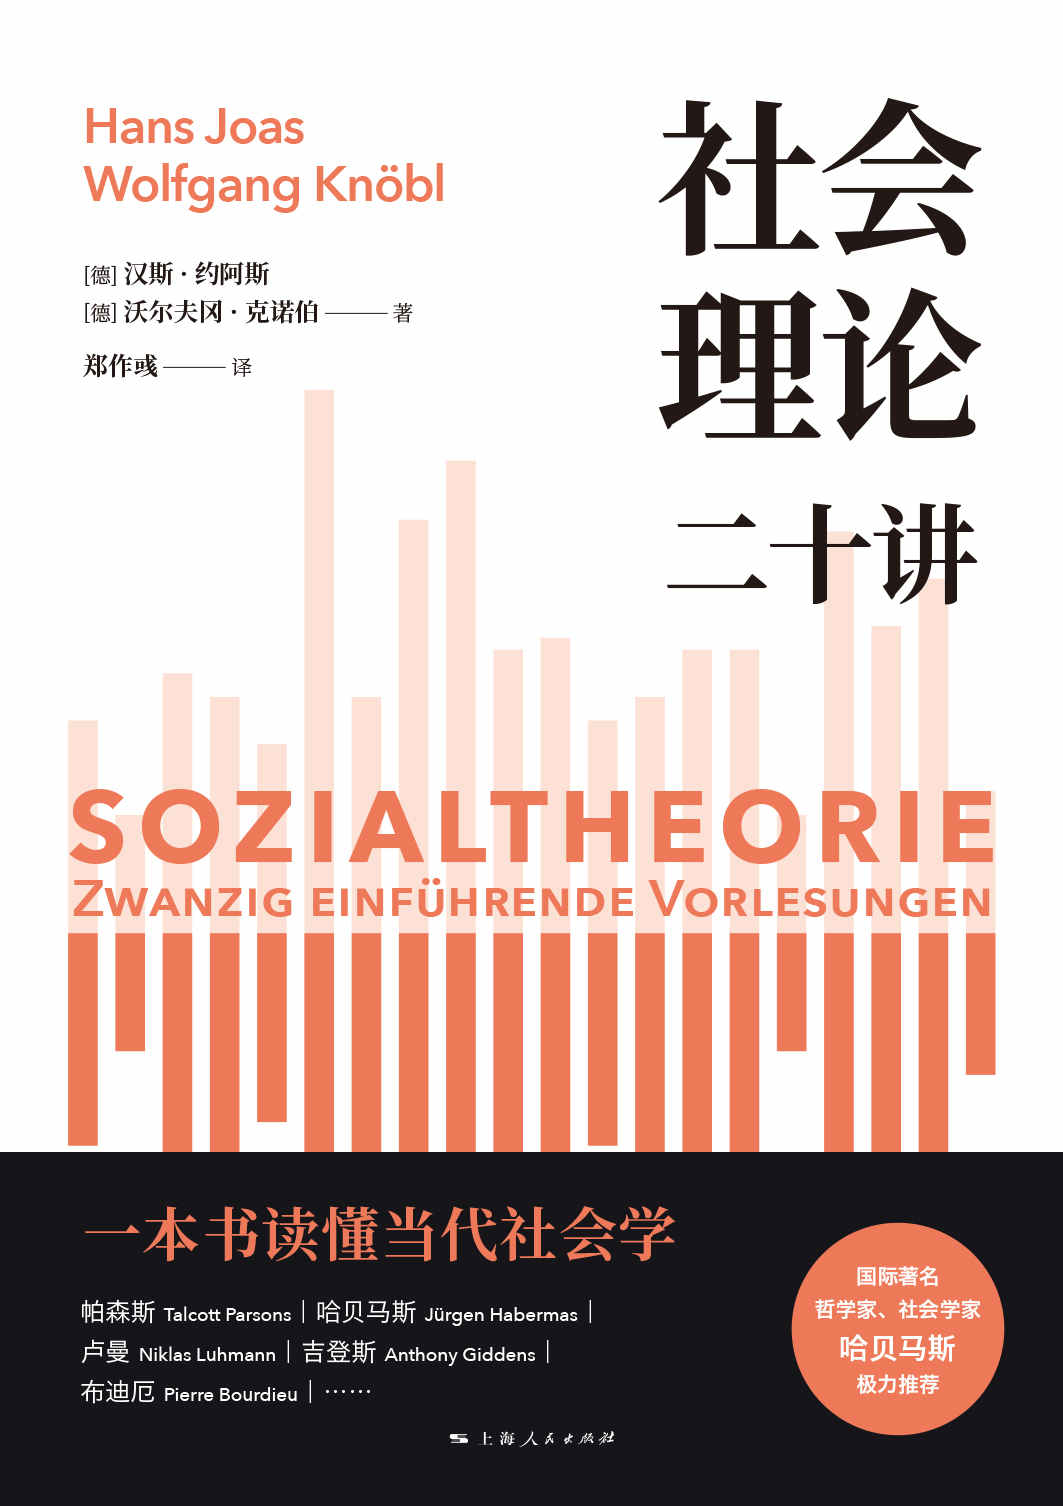 Hans Joas
Wolfgang Knöbl
[德] 汉斯·约阿斯
[德] 沃尔夫冈·克诺伯 —— 著
郑作彧 —— 译
社会
理论
二十讲
SOZIALTHEORIE
ZWANZIG EINFÜHRENDE VORLESUNGEN
一本书读懂当代社会学
帕森斯 Talcott Parsons｜哈贝马斯 Jürgen Habermas｜
卢曼 Niklas Luhmann｜吉登斯 Anthony Giddens｜
布迪厄 Pierre Bourdieu｜……
国际著名
哲学家、社会学家
哈贝马斯
极力推荐
上海人民出版社